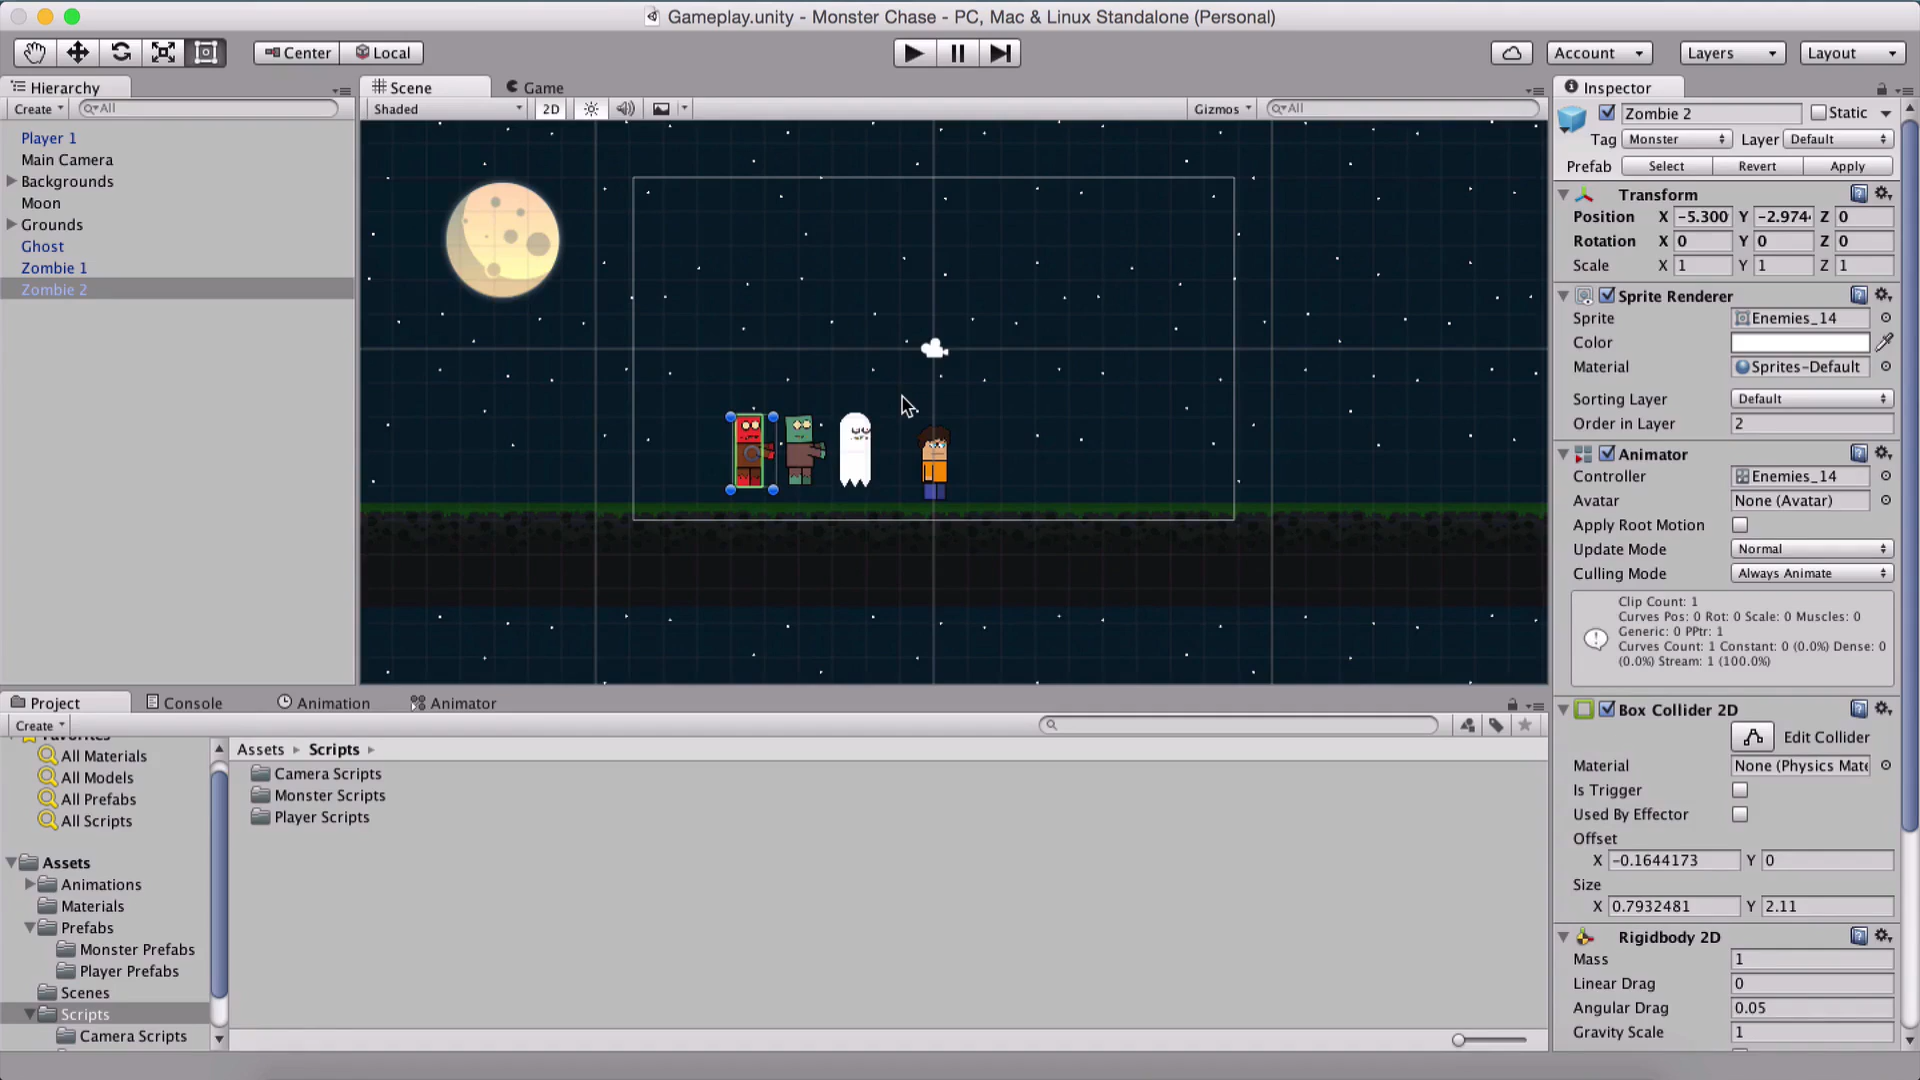 Gameplay.unity - Monster Chase - PC, Mac & Linux Standalone (Personal)
Center
Local
Account
Layers
Layout
Hierarchy
Create
All
Player 1
Main Camera
Backgrounds
Moon
Grounds
Ghost
Zombie 1
Zombie 2
Scene
Game
Shaded
2D
Gizmos
All
Inspector
Zombie 2
Static
Tag Monster Layer Default
Prefab Select Revert Apply
Transform
Position X -5.300 Y -2.974 Z 0
Rotation X 0 Y 0 Z 0
Scale X 1 Y 1 Z 1
Sprite Renderer
Sprite Enemies_14
Color
Material Sprites-Default
Sorting Layer Default
Order in Layer 2
Animator
Controller Enemies_14
Avatar None (Avatar)
Apply Root Motion
Update Mode Normal
Culling Mode Always Animate
Clip Count: 1
Curves Pos: 0 Rot: 0 Scale: 0 Muscles: 0
Generic: 0 PPtr: 1
Curves Count: 1 Constant: 0 (0.0%) Dense: 0
(0.0%) Stream: 1 (100.0%)
Box Collider 2D
Edit Collider
Material None (Physics Mate
Is Trigger
Used By Effector
Offset
X -0.1644173 Y 0
Size
X 0.7932481 Y 2.11
Rigidbody 2D
Mass 1
Linear Drag 0
Angular Drag 0.05
Gravity Scale 1
Project
Console
Animation
Animator
Create
Favorites
All Materials
All Models
All Prefabs
All Scripts
Assets
Animations
Materials
Prefabs
Monster Prefabs
Player Prefabs
Scenes
Scripts
Camera Scripts
Assets Scripts
Camera Scripts
Monster Scripts
Player Scripts